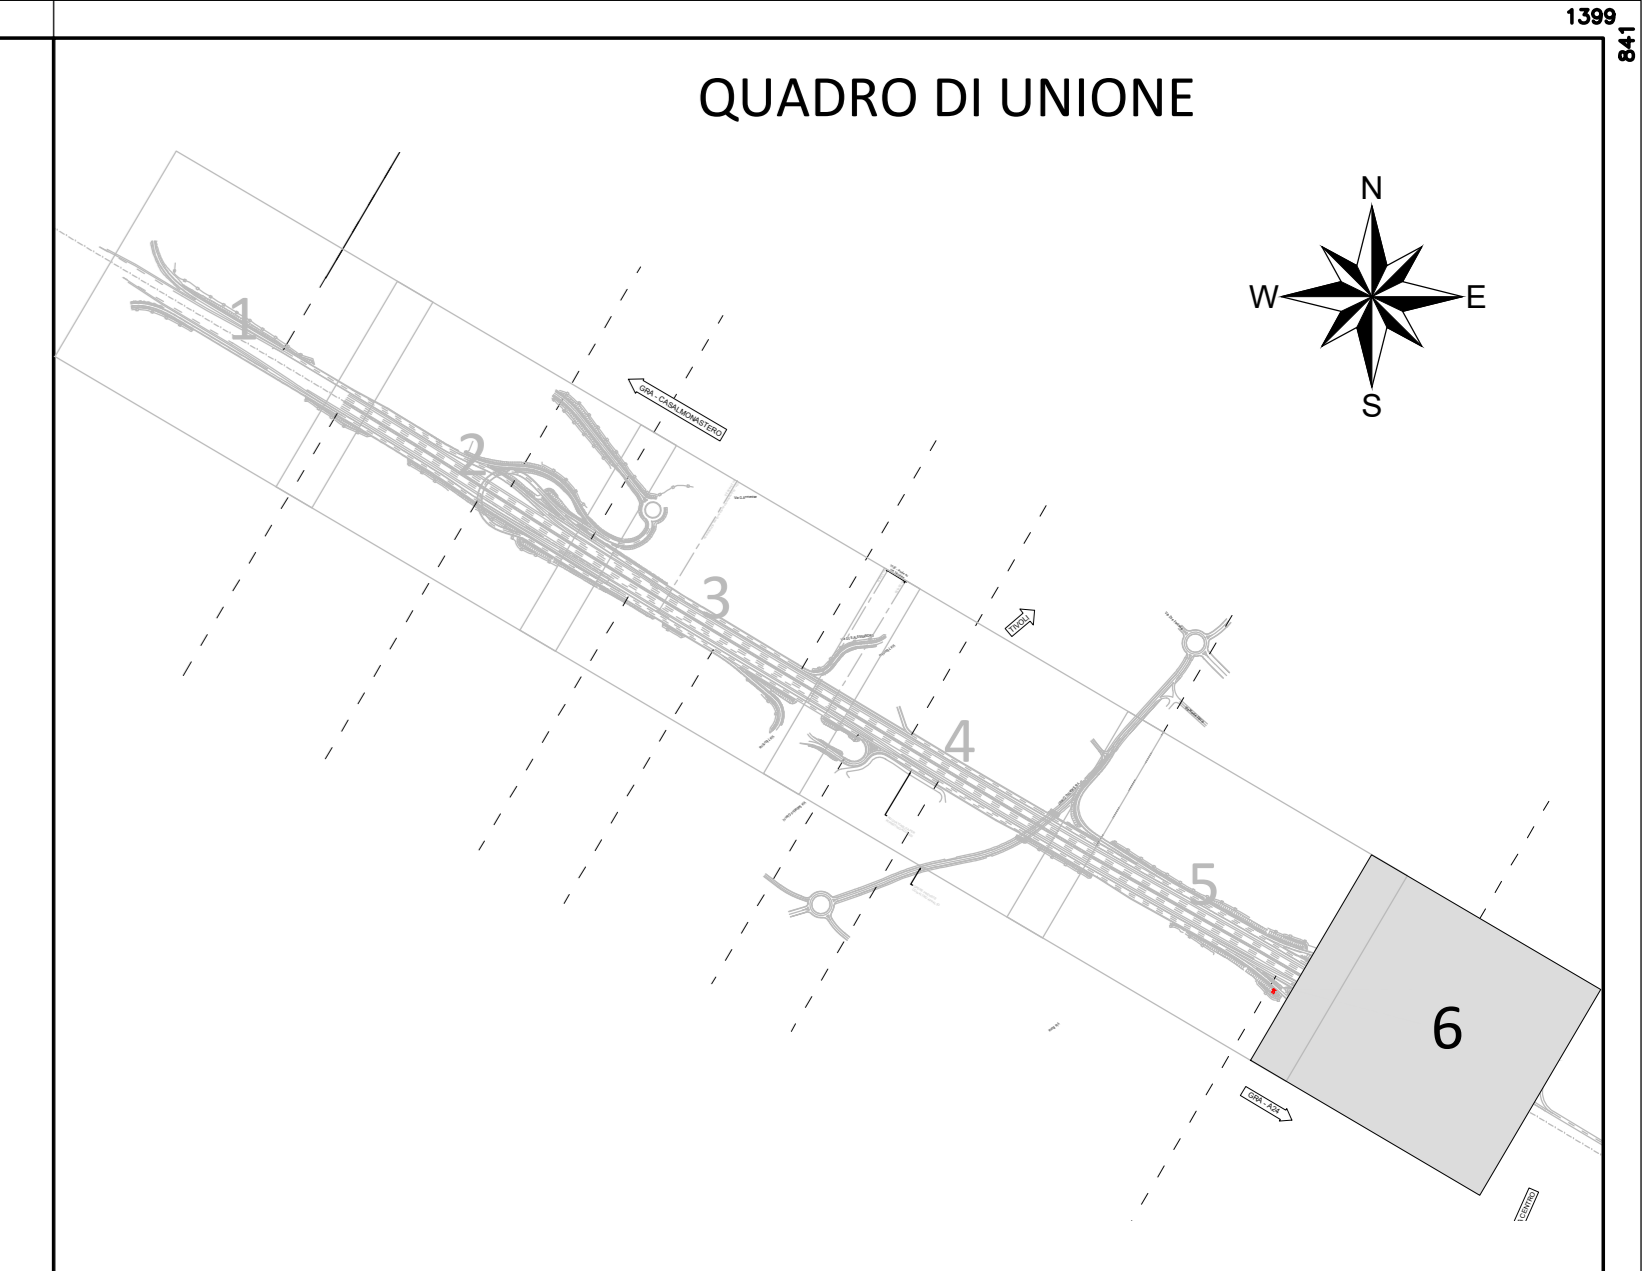 1399
841
QUADRO DI UNIONE
N
W
E
S
1
GRA - CASALMONASTERO
2
3
TIVOLI
4
5
6
GRA - A24
CENTRO